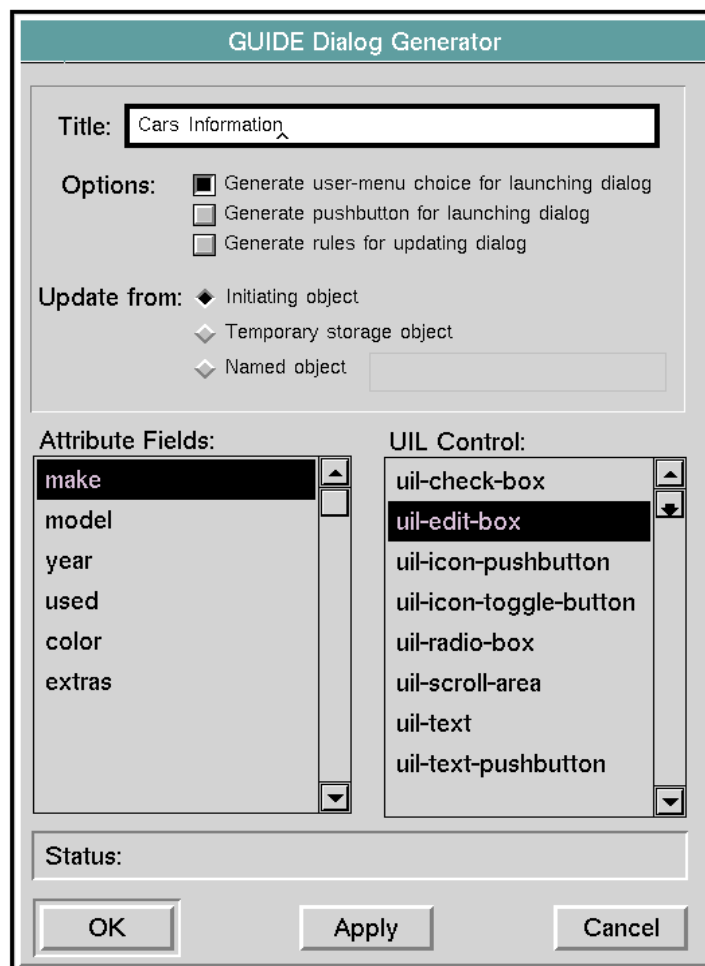 GUIDE Dialog Generator
Title: Cars Information
Options: Generate user-menu choice for launching dialog
Generate pushbutton for launching dialog
Generate rules for updating dialog
Update from: Initiating object
Temporary storage object
Named object
Attribute Fields:
make
model
year
used
color
extras
UIL Control:
uil-check-box
uil-edit-box
uil-icon-pushbutton
uil-icon-toggle-button
uil-radio-box
uil-scroll-area
uil-text
uil-text-pushbutton
Status:
OK Apply Cancel